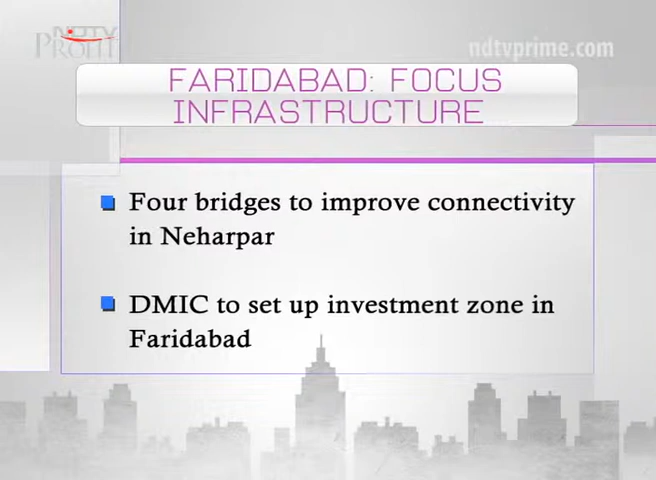 NDTV
PROFIT
ndtvprime.com
FARIDABAD: FOCUS
INFRASTRUCTURE
Four bridges to improve connectivity
in Neharpar
DMIC to set up investment zone in
Faridabad